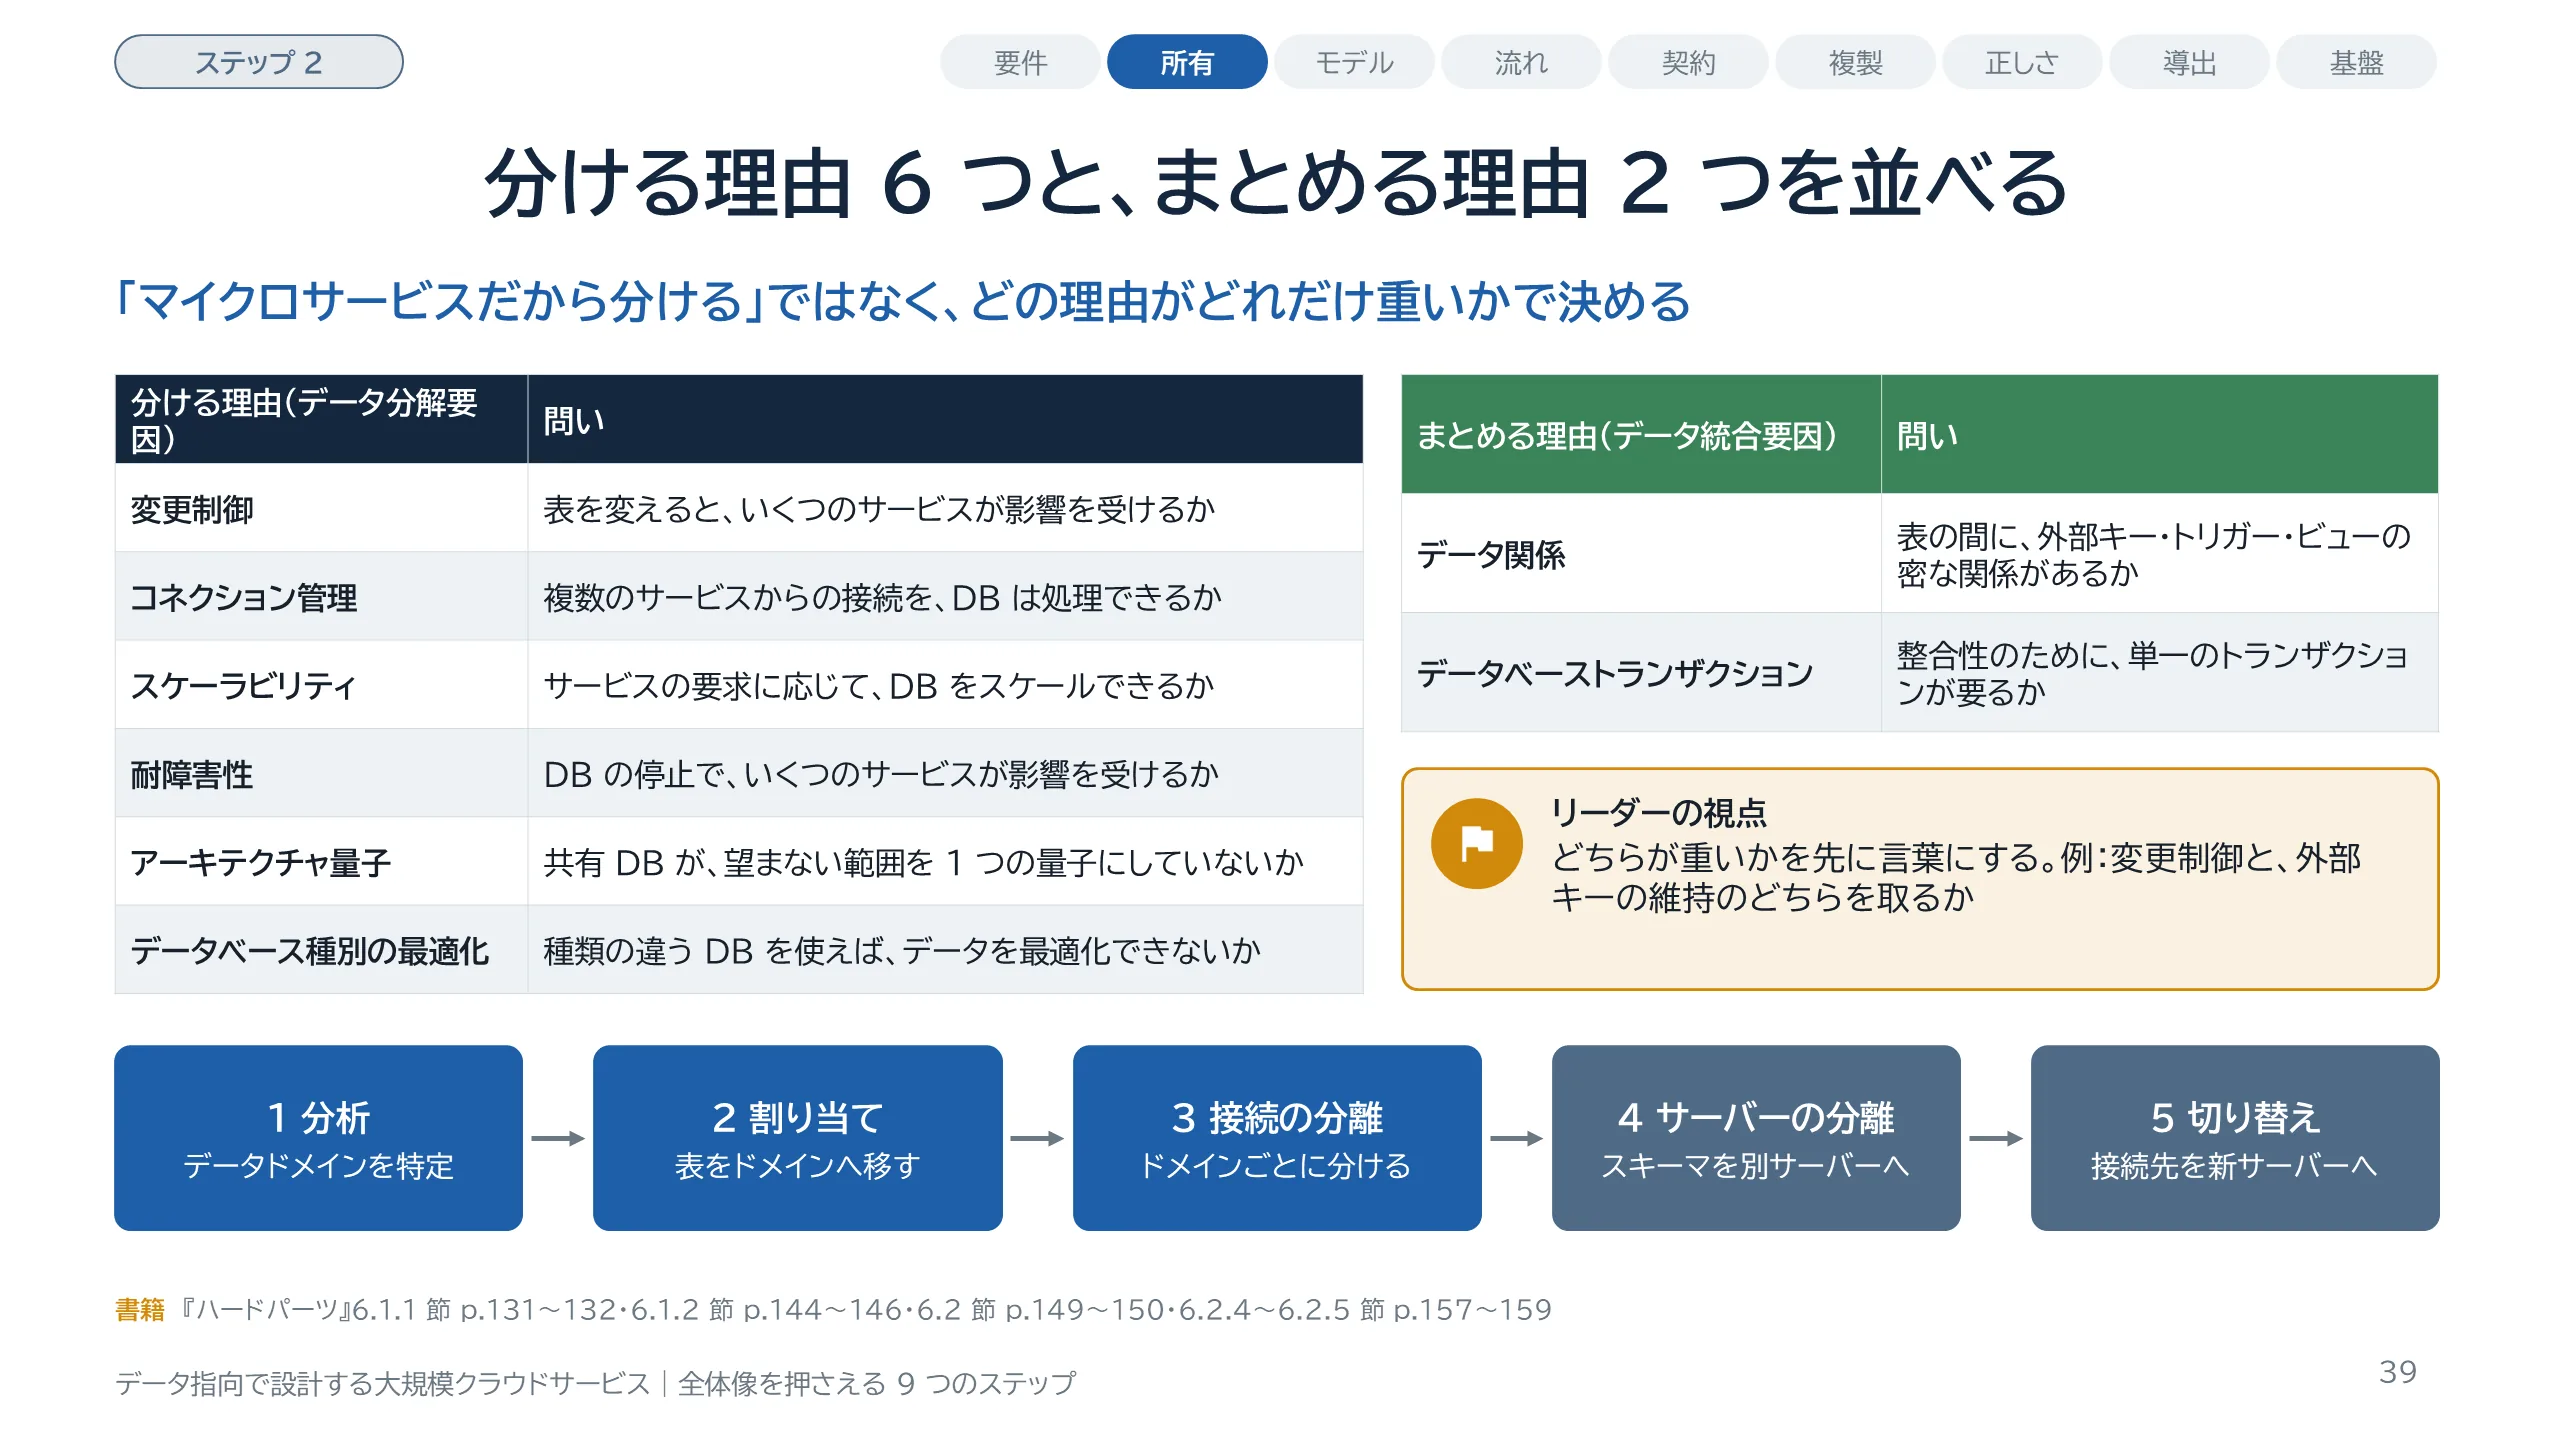 ステップ 2
要件
所有
モデル
流れ
契約
複製
正しさ
導出
基盤
分ける理由 6 つと、まとめる理由 2 つを並べる
「マイクロサービスだから分ける」ではなく、どの理由がどれだけ重いかで決める
分ける理由（データ分解要
因）
問い
変更制御
表を変えると、いくつのサービスが影響を受けるか
コネクション管理
複数のサービスからの接続を、DB は処理できるか
スケーラビリティ
サービスの要求に応じて、DB をスケールできるか
耐障害性
DB の停止で、いくつのサービスが影響を受けるか
アーキテクチャ量子
共有 DB が、望まない範囲を 1 つの量子にしていないか
データベース種別の最適化
種類の違う DB を使えば、データを最適化できないか
まとめる理由（データ統合要因）
問い
データ関係
表の間に、外部キー・トリガー・ビューの
密な関係があるか
データベーストランザクション
整合性のために、単一のトランザクショ
ンが要るか
リーダーの視点
どちらが重いかを先に言葉にする。例：変更制御と、外部
キーの維持のどちらを取るか
1 分析
データドメインを特定
2 割り当て
表をドメインへ移す
3 接続の分離
ドメインごとに分ける
4 サーバーの分離
スキーマを別サーバーへ
5 切り替え
接続先を新サーバーへ
書籍 『ハードパーツ』6.1.1 節 p.131〜132・6.1.2 節 p.144〜146・6.2 節 p.149〜150・6.2.4〜6.2.5 節 p.157〜159
データ指向で設計する大規模クラウドサービス｜全体像を押さえる 9 つのステップ
39